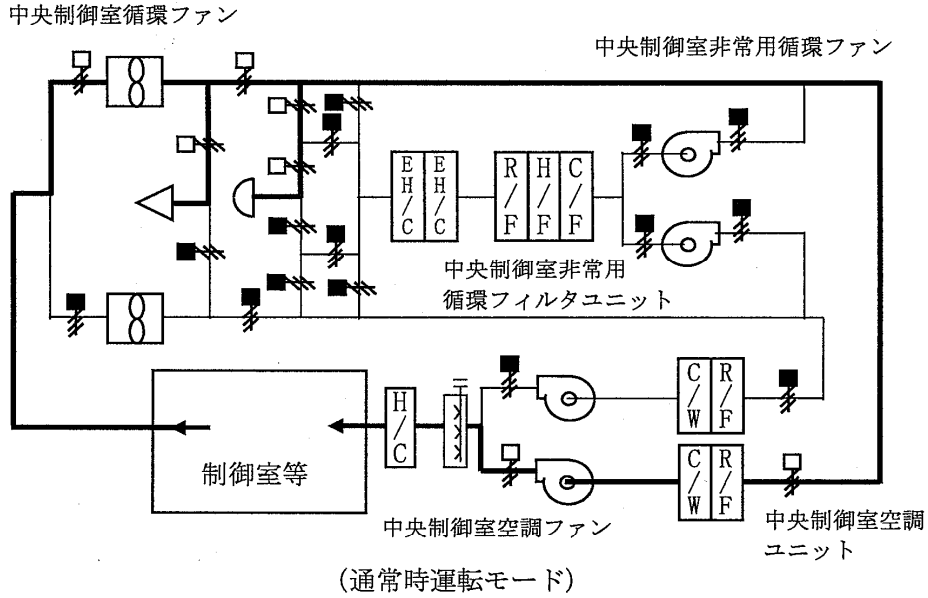 中央制御室循環ファン
中央制御室非常用循環ファン
EH/C
EH/C
R/F
H/F
C/F
中央制御室非常用
循環フィルタユニット
C/W
R/F
H/C
制御室等
C/W
R/F
中央制御室空調ファン
中央制御室空調
ユニット
(通常時運転モード)